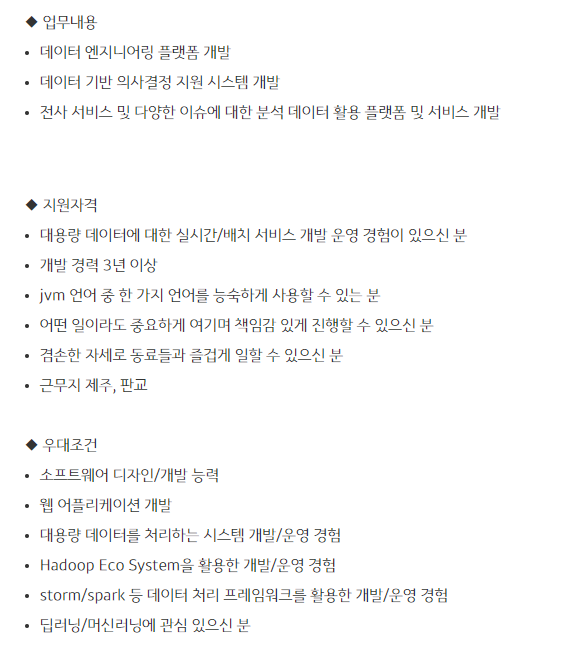 ◆ 업무내용
• 데이터 엔지니어링 플랫폼 개발
• 데이터 기반 의사결정 지원 시스템 개발
• 전사 서비스 및 다양한 이슈에 대한 분석 데이터 활용 플랫폼 및 서비스 개발
◆ 지원자격
• 대용량 데이터에 대한 실시간/배치 서비스 개발 운영 경험이 있으신 분
• 개발 경력 3년 이상
• jvm 언어 중 한 가지 언어를 능숙하게 사용할 수 있는 분
• 어떤 일이라도 중요하게 여기며 책임감 있게 진행할 수 있으신 분
• 겸손한 자세로 동료들과 즐겁게 일할 수 있으신 분
• 근무지 제주, 판교
◆ 우대조건
• 소프트웨어 디자인/개발 능력
• 웹 어플리케이션 개발
• 대용량 데이터를 처리하는 시스템 개발/운영 경험
• Hadoop Eco System을 활용한 개발/운영 경험
• storm/spark 등 데이터 처리 프레임워크를 활용한 개발/운영 경험
• 딥러닝/머신러닝에 관심 있으신 분